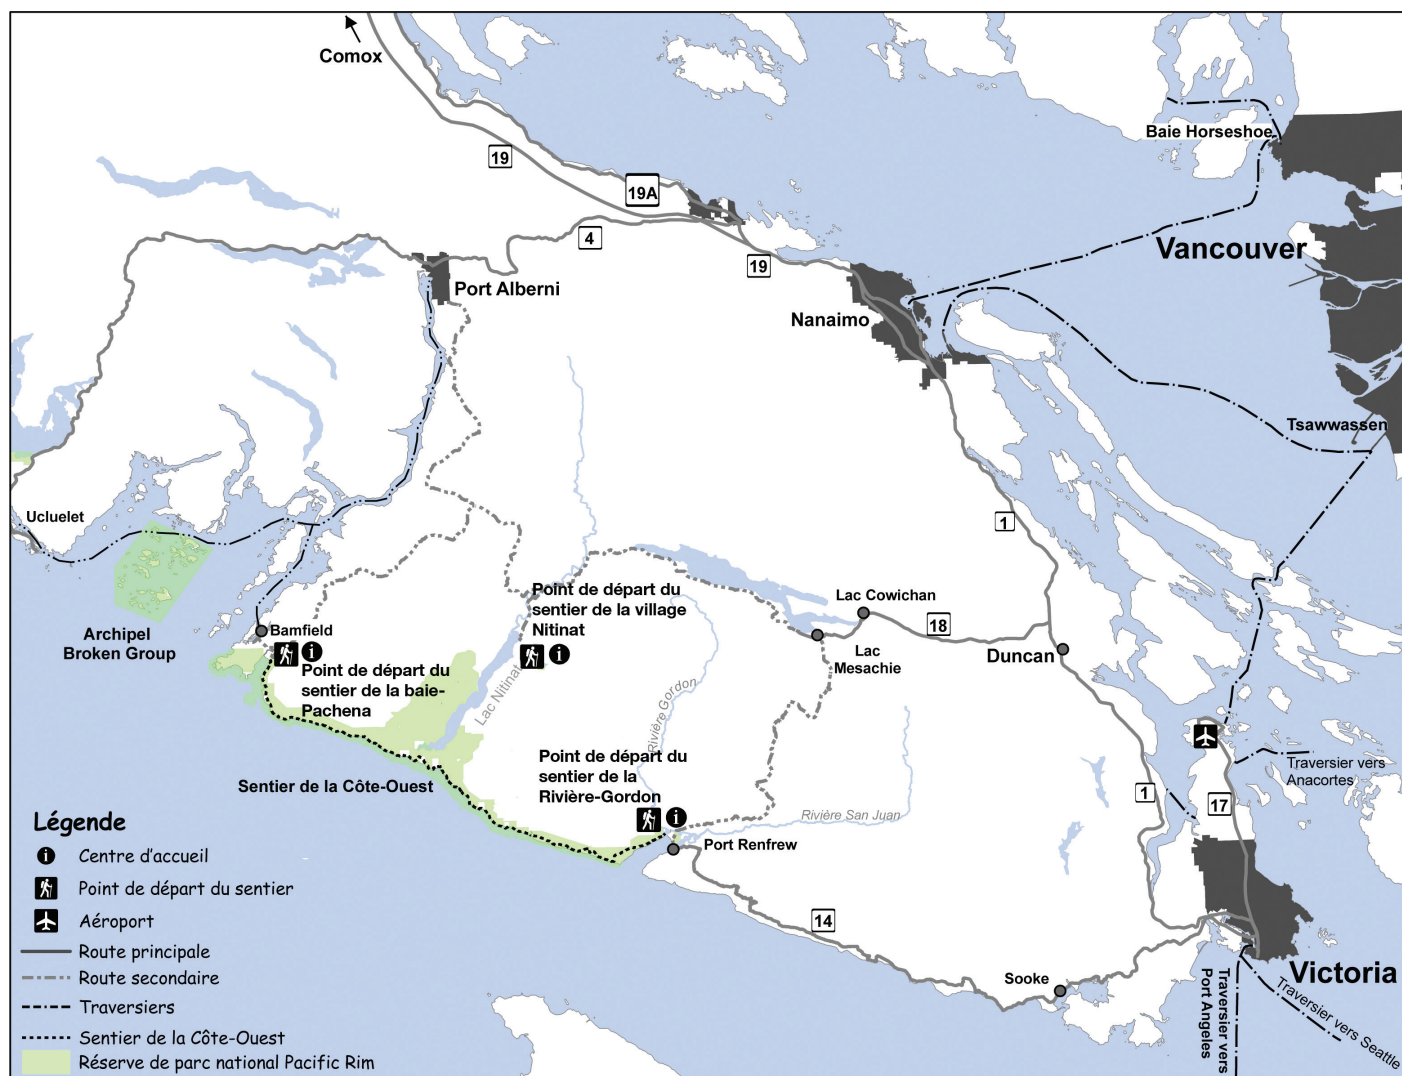 Comox
Baie Horseshoe
19
19A
4
19
Vancouver
Port Alberni
Nanaimo
Tsawwassen
Ucluelet
1
Point de départ du
sentier de la village
Nitinat
Lac Cowichan
18
Archipel
Broken Group
Bamfield
Lac
Mesachie
Duncan
Point de départ du
sentier de la baie-
Pachena
Lac Nitinat
Rivière Gordon
Point de départ du
sentier de la
Rivière-Gordon
Sentier de la Côte-Ouest
Traversier vers
Anacortes
1
17
Rivière San Juan
Port Renfrew
14
Sooke
Victoria
Traversier vers
Port Angeles
Traversier vers Seattle
Légende
i Centre d'accueil
Point de départ du sentier
Aéroport
Route principale
Route secondaire
Traversiers
Sentier de la Côte-Ouest
Réserve de parc national Pacific Rim